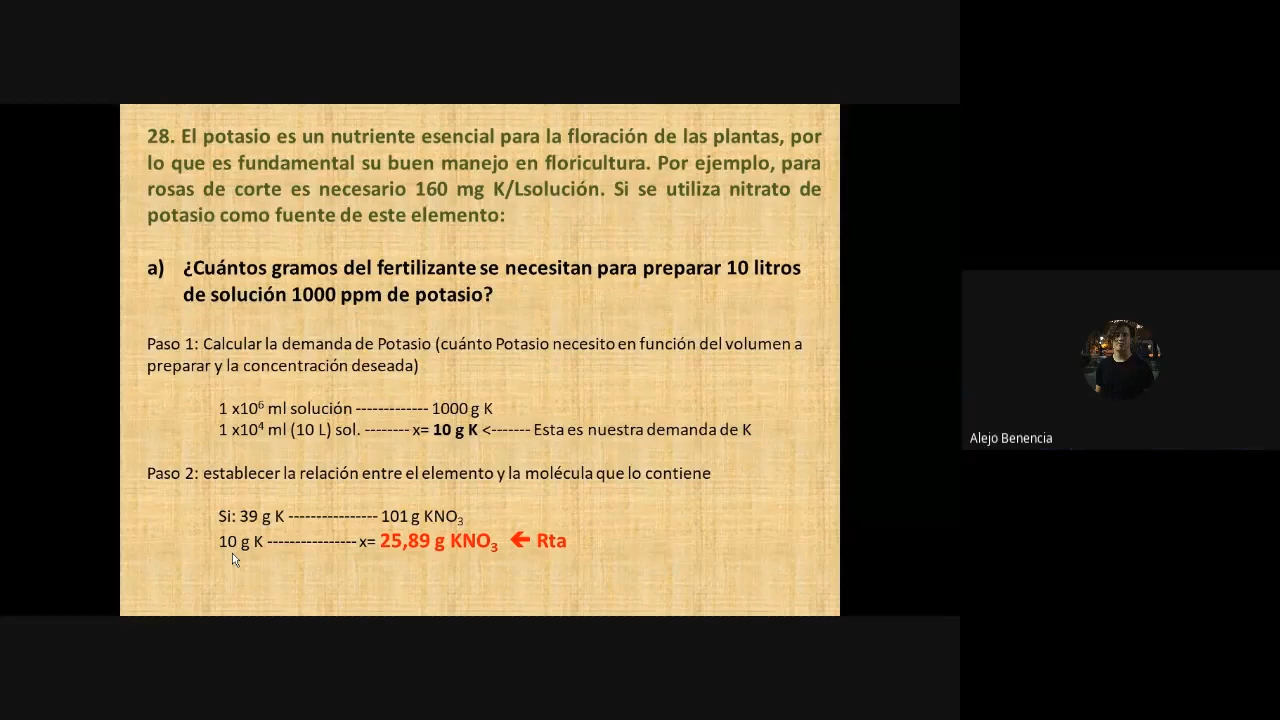 28. El potasio es un nutriente esencial para la floración de las plantas, por
lo que es fundamental su buen manejo en floricultura. Por ejemplo, para
rosas de corte es necesario 160 mg K/Lsolución. Si se utiliza nitrato de
potasio como fuente de este elemento:
a) ¿Cuántos gramos del fertilizante se necesitan para preparar 10 litros
de solución 1000 ppm de potasio?
Paso 1: Calcular la demanda de Potasio (cuánto Potasio necesito en función del volumen a
preparar y la concentración deseada)
1 x10⁶ ml solución ------------- 1000 g K
1 x10⁴ ml (10 L) sol. -------- x= 10 g K <------- Esta es nuestra demanda de K
Paso 2: establecer la relación entre el elemento y la molécula que lo contiene
Si: 39 g K ---------------- 101 g KNO₃
10 g K ---------------- x= 25,89 g KNO₃ 🡰 Rta
Alejo Benencia